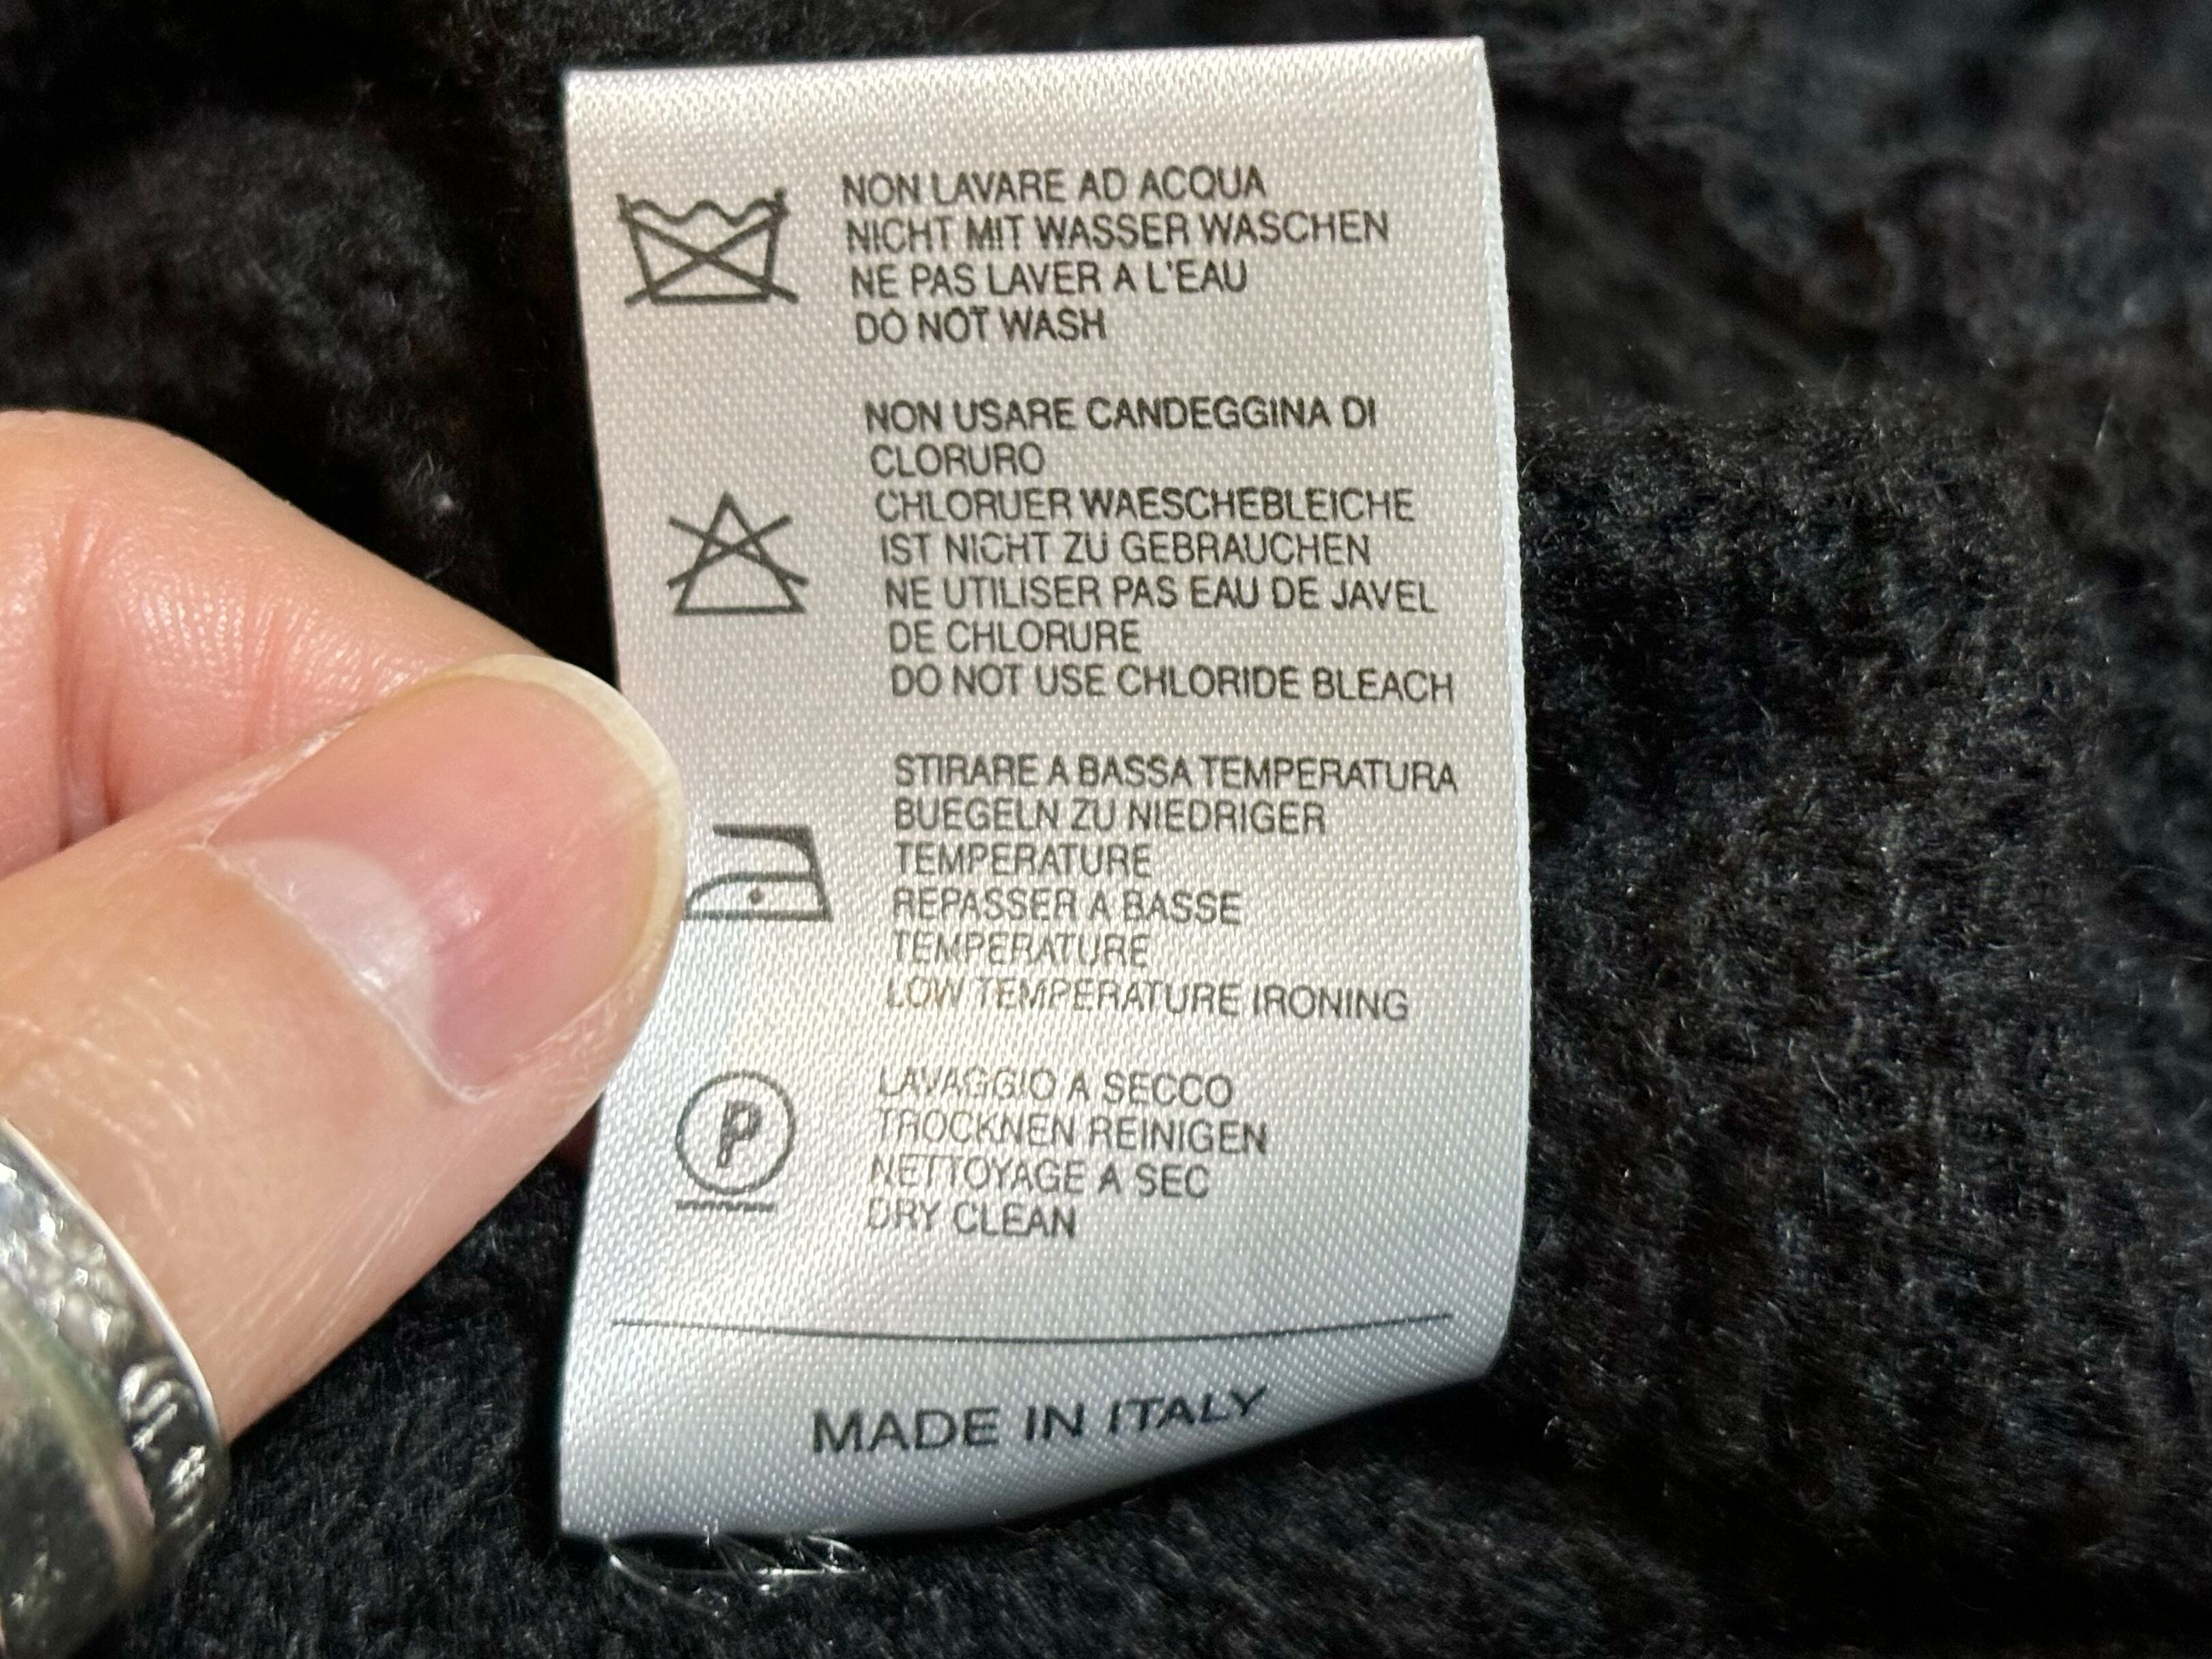 NON LAVARE AD ACQUA
NICHT MIT WASSER WASCHEN
NE PAS LAVER A L'EAU
DO NOT WASH
NON USARE CANDEGGINA DI
CLORURO
CHLORUER WAESCHEBLEICHE
IST NICHT ZU GEBRAUCHEN
NE UTILISER PAS EAU DE JAVEL
DE CHLORURE
DO NOT USE CHLORIDE BLEACH
STIRARE A BASSA TEMPERATURA
BUEGELN ZU NIEDRIGER
TEMPERATURE
REPASSER A BASSE
TEMPERATURE
LOW TEMPERATURE IRONING
P
LAVAGGIO A SECCO
TROCKNEN REINIGEN
NETTOYAGE A SEC
DRY CLEAN
MADE IN ITALY